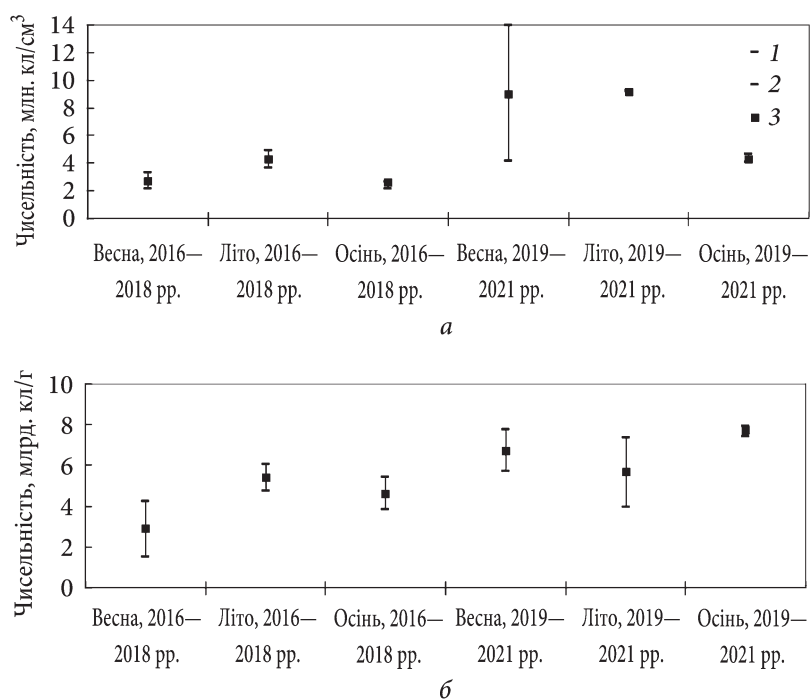 Чисельність, млн. кл/см³
14
12
10
8
6
4
2
0
1
2
3
Весна, 2016— Літо, 2016— Осінь, 2016— Весна, 2019— Літо, 2019— Осінь, 2019—
2018 рр. 2018 рр. 2018 рр. 2021 рр. 2021 рр. 2021 рр.
а
Чисельність, млрд. кл/г
10
8
6
4
2
0
Весна, 2016— Літо, 2016— Осінь, 2016— Весна, 2019— Літо, 2019— Осінь, 2019—
2018 рр. 2018 рр. 2018 рр. 2021 рр. 2021 рр. 2021 рр.
б